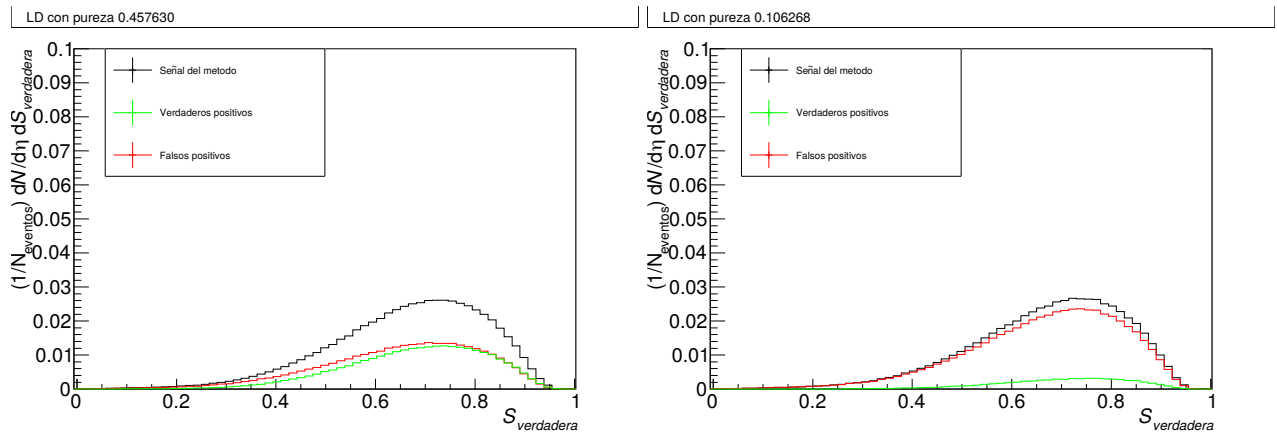 LD con pureza 0.457630
(1/N_eventos) dN/dη dS_verdadera
0.1
0.09
0.08
0.07
0.06
0.05
0.04
0.03
0.02
0.01
0
Señal del metodo
Verdaderos positivos
Falsos positivos
0 0.2 0.4 0.6 0.8 1
S_verdadera
LD con pureza 0.106268
(1/N_eventos) dN/dη dS_verdadera
0.1
0.09
0.08
0.07
0.06
0.05
0.04
0.03
0.02
0.01
0
Señal del metodo
Verdaderos positivos
Falsos positivos
0 0.2 0.4 0.6 0.8 1
S_verdadera